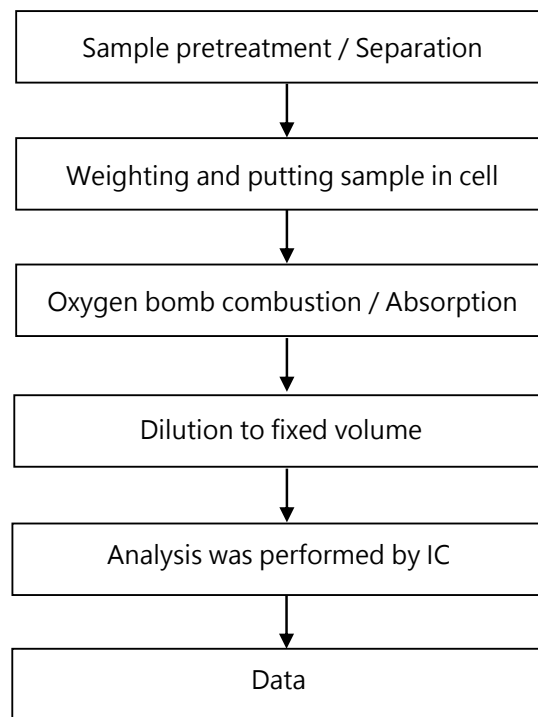 Sample pretreatment / Separation
Weighting and putting sample in cell
Oxygen bomb combustion / Absorption
Dilution to fixed volume
Analysis was performed by IC
Data